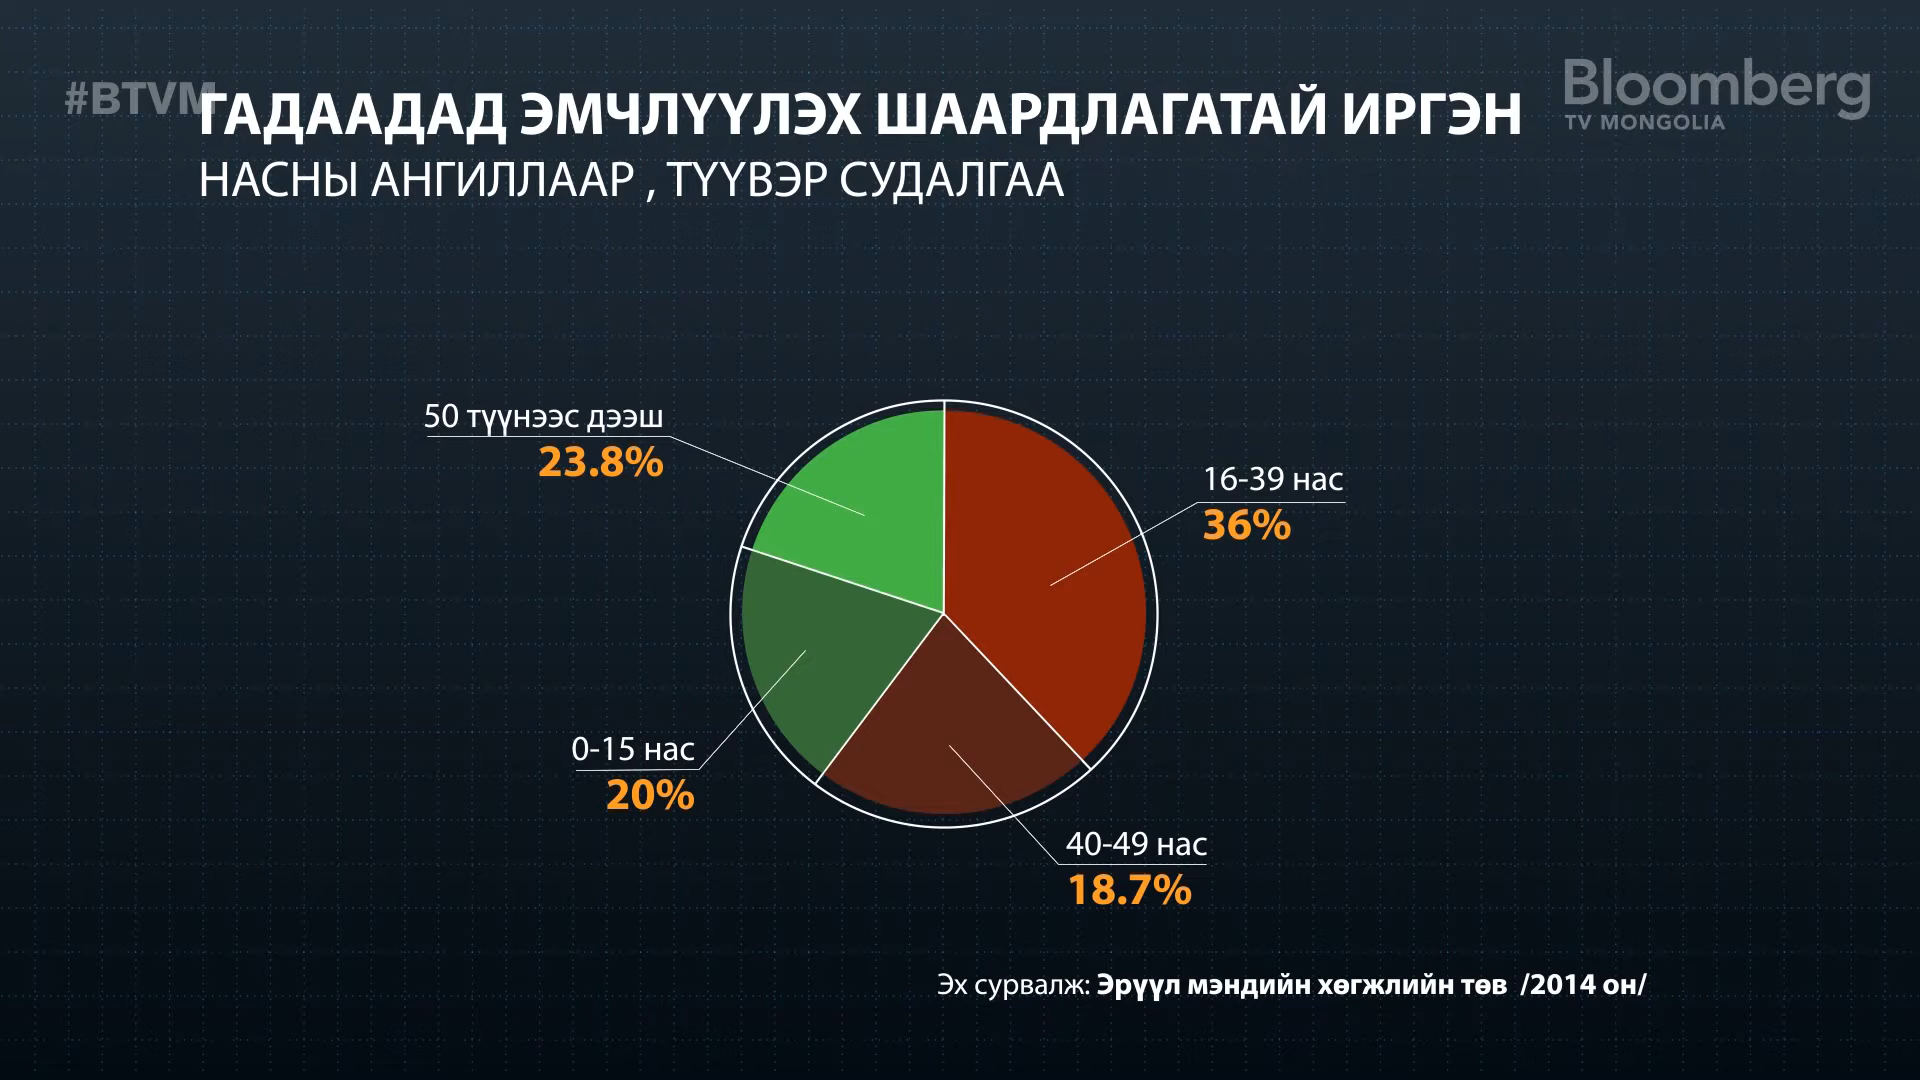 #BTVM
Bloomberg
TV MONGOLIA
ГАДААДАД ЭМЧЛҮҮЛЭХ ШААРДЛАГАТАЙ ИРГЭН
НАСНЫ АНГИЛЛААР , ТҮҮВЭР СУДАЛГАА
50 түүнээс дээш
23.8%
16-39 нас
36%
0-15 нас
20%
40-49 нас
18.7%
Эх сурвалж: Эрүүл мэндийн хөгжлийн төв /2014 он/